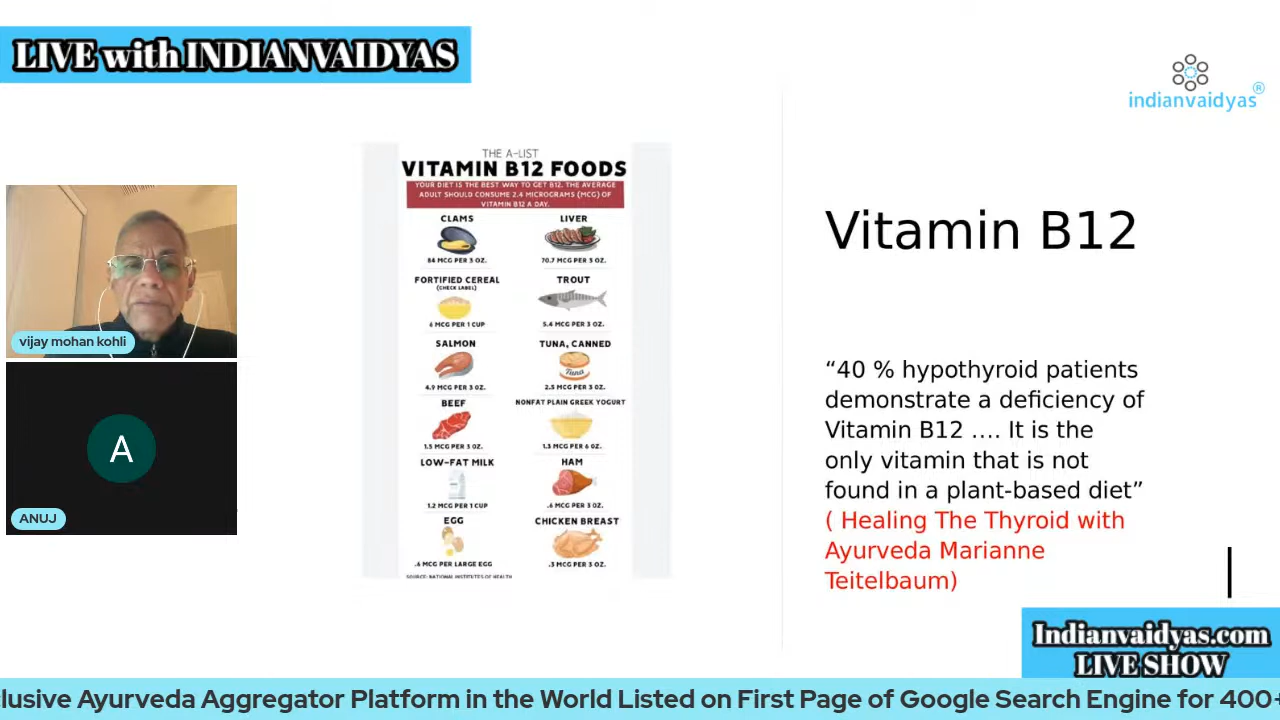 LIVE with INDIANVAIDYAS
indianvaidyas®
vijay mohan kohli
A
ANUJ
THE A-LIST
VITAMIN B12 FOODS
YOUR DIET IS THE BEST WAY TO GET B12. THE AVERAGE
ADULT SHOULD CONSUME 2.4 MICROGRAMS (MCG) OF
VITAMIN B12 A DAY.
CLAMS
84 MCG PER 3 OZ.
LIVER
70.7 MCG PER 3 OZ.
FORTIFIED CEREAL
(CHECK LABEL)
6 MCG PER 1 CUP
TROUT
5.4 MCG PER 3 OZ.
SALMON
4.9 MCG PER 3 OZ.
TUNA, CANNED
Tuna
2.5 MCG PER 3 OZ.
BEEF
1.5 MCG PER 3 OZ.
NONFAT PLAIN GREEK YOGURT
1.3 MCG PER 6 OZ.
LOW-FAT MILK
1.2 MCG PER 1 CUP
HAM
.6 MCG PER 3 OZ.
EGG
.6 MCG PER LARGE EGG
CHICKEN BREAST
.3 MCG PER 3 OZ.
SOURCE: NATIONAL INSTITUTES OF HEALTH
Vitamin B12
“40 % hypothyroid patients
demonstrate a deficiency of
Vitamin B12 .... It is the
only vitamin that is not
found in a plant-based diet”
( Healing The Thyroid with
Ayurveda Marianne
Teitelbaum)
Indianvaidyas.com
LIVE SHOW
clusive Ayurveda Aggregator Platform in the World Listed on First Page of Google Search Engine for 400+